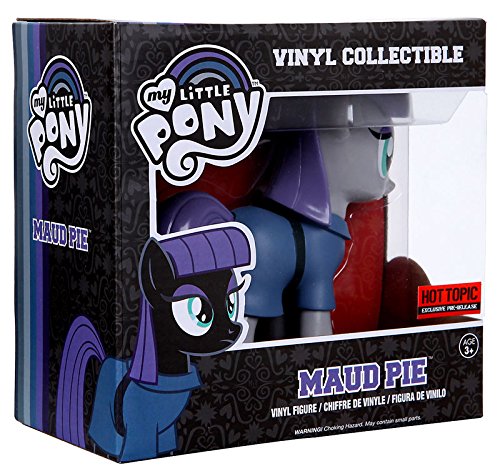 my LITTLE
PONY
MAUD PIE
VINYL COLLECTIBLE
my LITTLE
PONY
HOT TOPIC
EXCLUSIVE PRE-RELEASE
AGE
3+
MAUD PIE
VINYL FIGURE / CHIFFRE DE VINYLE / FIGURA DE VINILO
WARNING! Choking Hazard. May contain small parts.